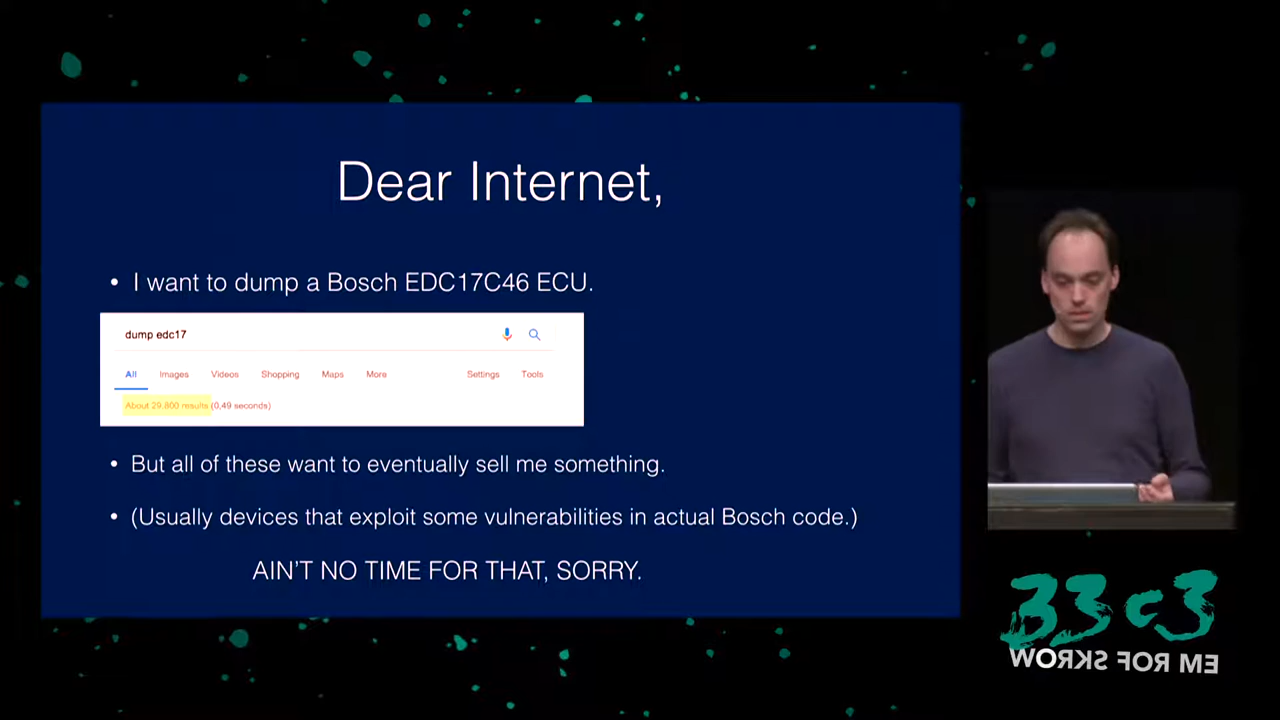 Dear Internet,
• I want to dump a Bosch EDC17C46 ECU.
dump edc17
All Images Videos Shopping Maps More Settings Tools
About 29.800 results (0,49 seconds)
• But all of these want to eventually sell me something.
• (Usually devices that exploit some vulnerabilities in actual Bosch code.)
AIN'T NO TIME FOR THAT, SORRY.
33c3
WORKS FOR ME